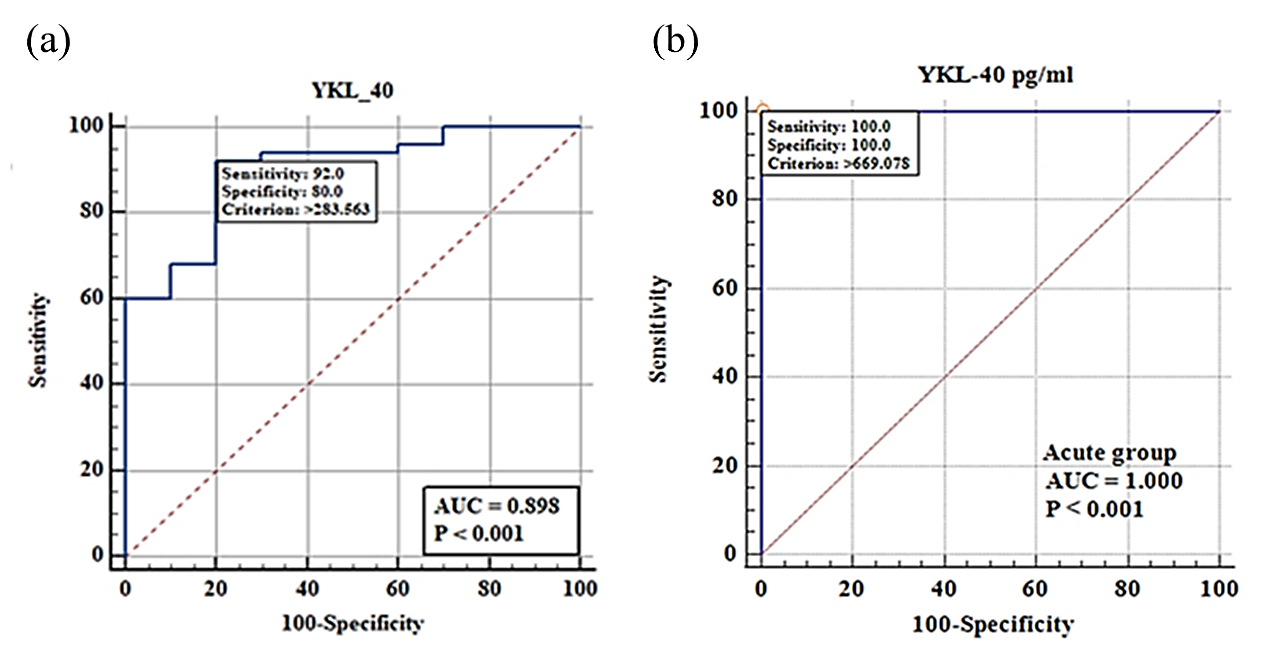 (a)
YKL_40
100
80
60
40
20
0
Sensitivity
Sensitivity: 92.0
Specificity: 80.0
Criterion: >283.563
AUC = 0.898
P < 0.001
0 20 40 60 80 100
100-Specificity
(b)
YKL-40 pg/ml
100
80
60
40
20
0
Sensitivity
Sensitivity: 100.0
Specificity: 100.0
Criterion: >669.078
Acute group
AUC = 1.000
P < 0.001
0 20 40 60 80 100
100-Specificity